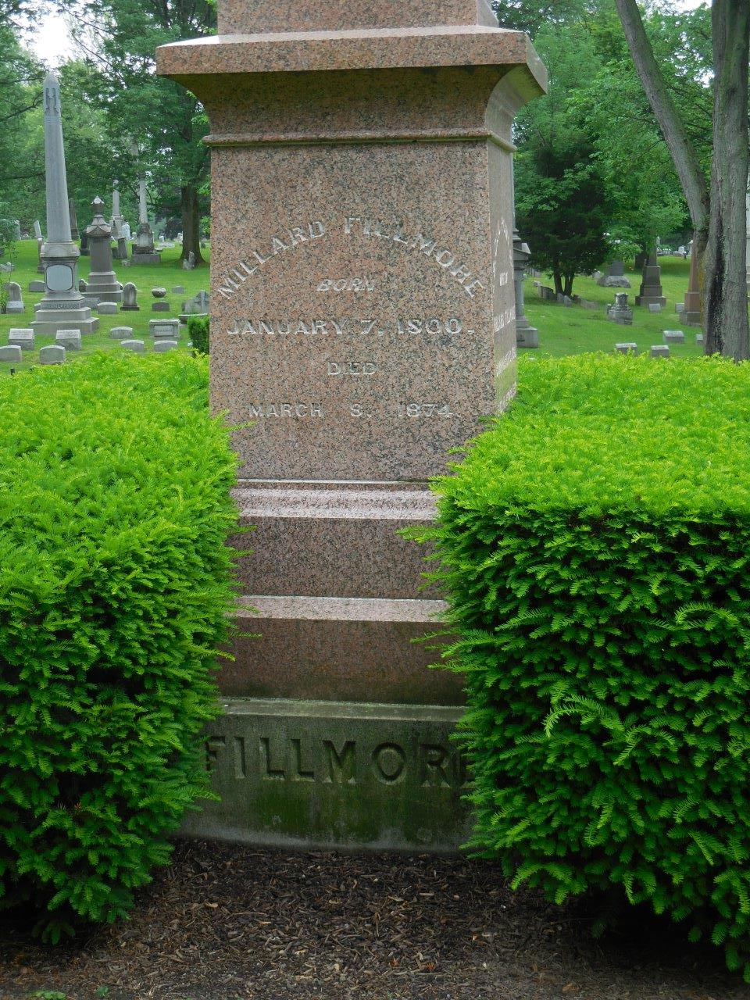 MILLARD FILLMORE
BORN
JANUARY 7, 1800.
DIED
MARCH 8, 1874.
FILLMORE